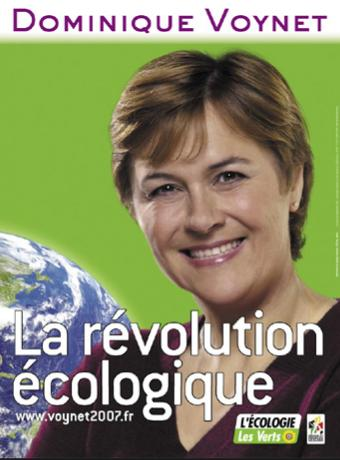 DOMINIQUE VOYNET
La révolution
écologique
www.voynet2007.fr
L'ÉCOLOGIE
Les Verts